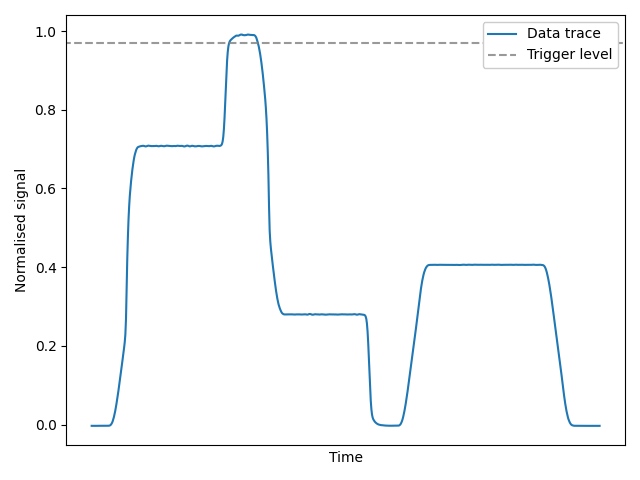 1.0
0.8
0.6
0.4
0.2
0.0
Normalised signal
Time
Data trace
Trigger level